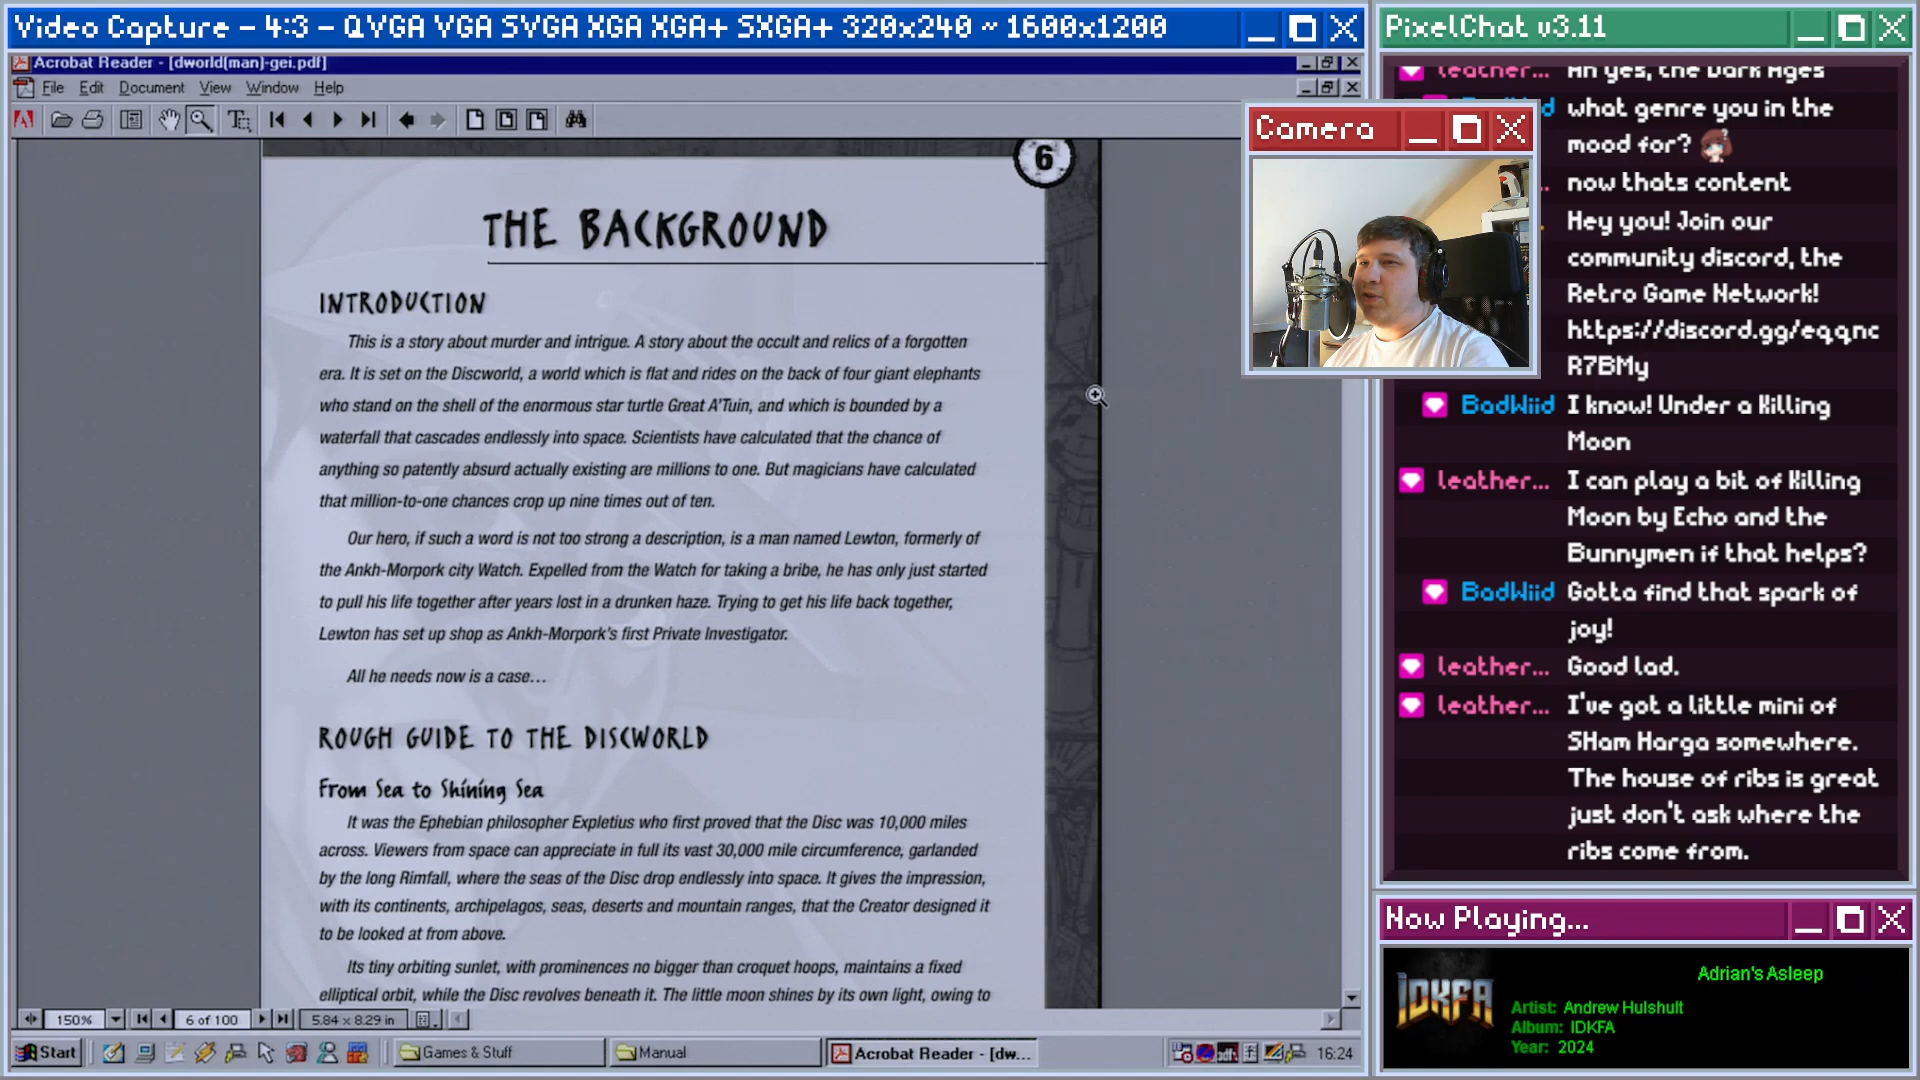 Video Capture - 4:3 - QVGA VGA SVGA XGA XGA+ SXGA+ 320x240 ~ 1600x1200
Acrobat Reader - [dworld(man)-gei.pdf]
File Edit Document View Window Help
6
THE BACKGROUND
INTRODUCTION
This is a story about murder and intrigue. A story about the occult and relics of a forgotten
era. It is set on the Discworld, a world which is flat and rides on the back of four giant elephants
who stand on the shell of the enormous star turtle Great A'Tuin, and which is bounded by a
waterfall that cascades endlessly into space. Scientists have calculated that the chance of
anything so patently absurd actually existing are millions to one. But magicians have calculated
that million-to-one chances crop up nine times out of ten.
Our hero, if such a word is not too strong a description, is a man named Lewton, formerly of
the Ankh-Morpork city Watch. Expelled from the Watch for taking a bribe, he has only just started
to pull his life together after years lost in a drunken haze. Trying to get his life back together,
Lewton has set up shop as Ankh-Morpork's first Private Investigator.
All he needs now is a case...
ROUGH GUIDE TO THE DISCWORLD
From Sea to Shining Sea
It was the Ephebian philosopher Expletius who first proved that the Disc was 10,000 miles
across. Viewers from space can appreciate in full its vast 30,000 mile circumference, garlanded
by the long Rimfall, where the seas of the Disc drop endlessly into space. It gives the impression,
with its continents, archipelagos, seas, deserts and mountain ranges, that the Creator designed it
to be looked at from above.
Its tiny orbiting sunlet, with prominences no bigger than croquet hoops, maintains a fixed
elliptical orbit, while the Disc revolves beneath it. The little moon shines by its own light, owing to
150% 6 of 100 5.84 x 8.29 in
Start Games & Stuff Manual Acrobat Reader - [dw... 16:24
Camera
PixelChat v3.11
leather... Ah yes, the Dark Ages
d what genre you in the
mood for?
now thats content
Hey you! Join our
community discord, the
Retro Game Network!
https://discord.gg/eqqnc
R7BMy
BadWiid I know! Under a Killing
Moon
leather... I can play a bit of Killing
Moon by Echo and the
Bunnymen if that helps?
BadWiid Gotta find that spark of
joy!
leather... Good lad.
leather... I've got a little mini of
SHam Harga somewhere.
The house of ribs is great
just don't ask where the
ribs come from.
Now Playing...
IDKFA
Adrian's Asleep
Artist: Andrew Hulshult
Album: IDKFA
Year: 2024